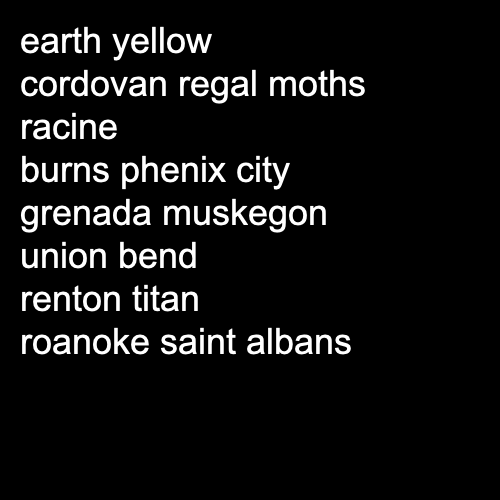 earth yellow
cordovan regal moths
racine
burns phenix city
grenada muskegon
union bend
renton titan
roanoke saint albans